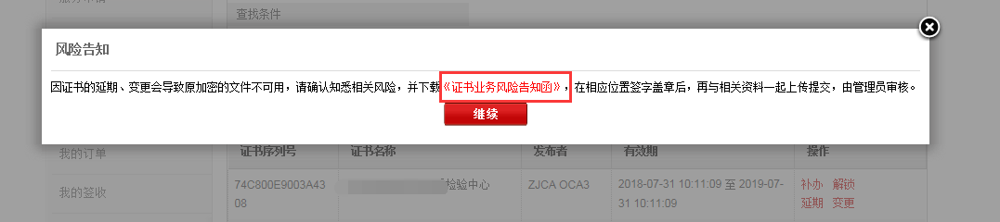 查找条件
风险告知
因证书的延期、变更会导致原加密的文件不可用，请确认知悉相关风险，并下载《证书业务风险告知函》，在相应位置签字盖章后，再与相关资料一起上传提交，由管理员审核。
继续
我的订单
我的签收
证书序列号 证书名称 发布者 有效期 操作
74C800E9003A43 检验中心 ZJCA OCA3 2018-07-31 10:11:09 至 2019-07- 补办 解锁
08 31 10:11:09 延期 变更